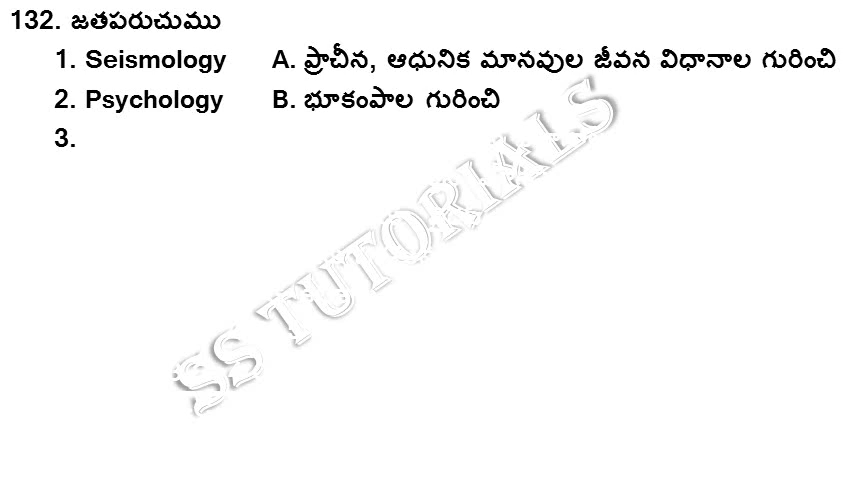 132. జతపరుచుము
1. Seismology A. ప్రాచీన, ఆధునిక మానవుల జీవన విధానాల గురించి
2. Psychology B. భూకంపాల గురించి
3.
SS TUTORIALS